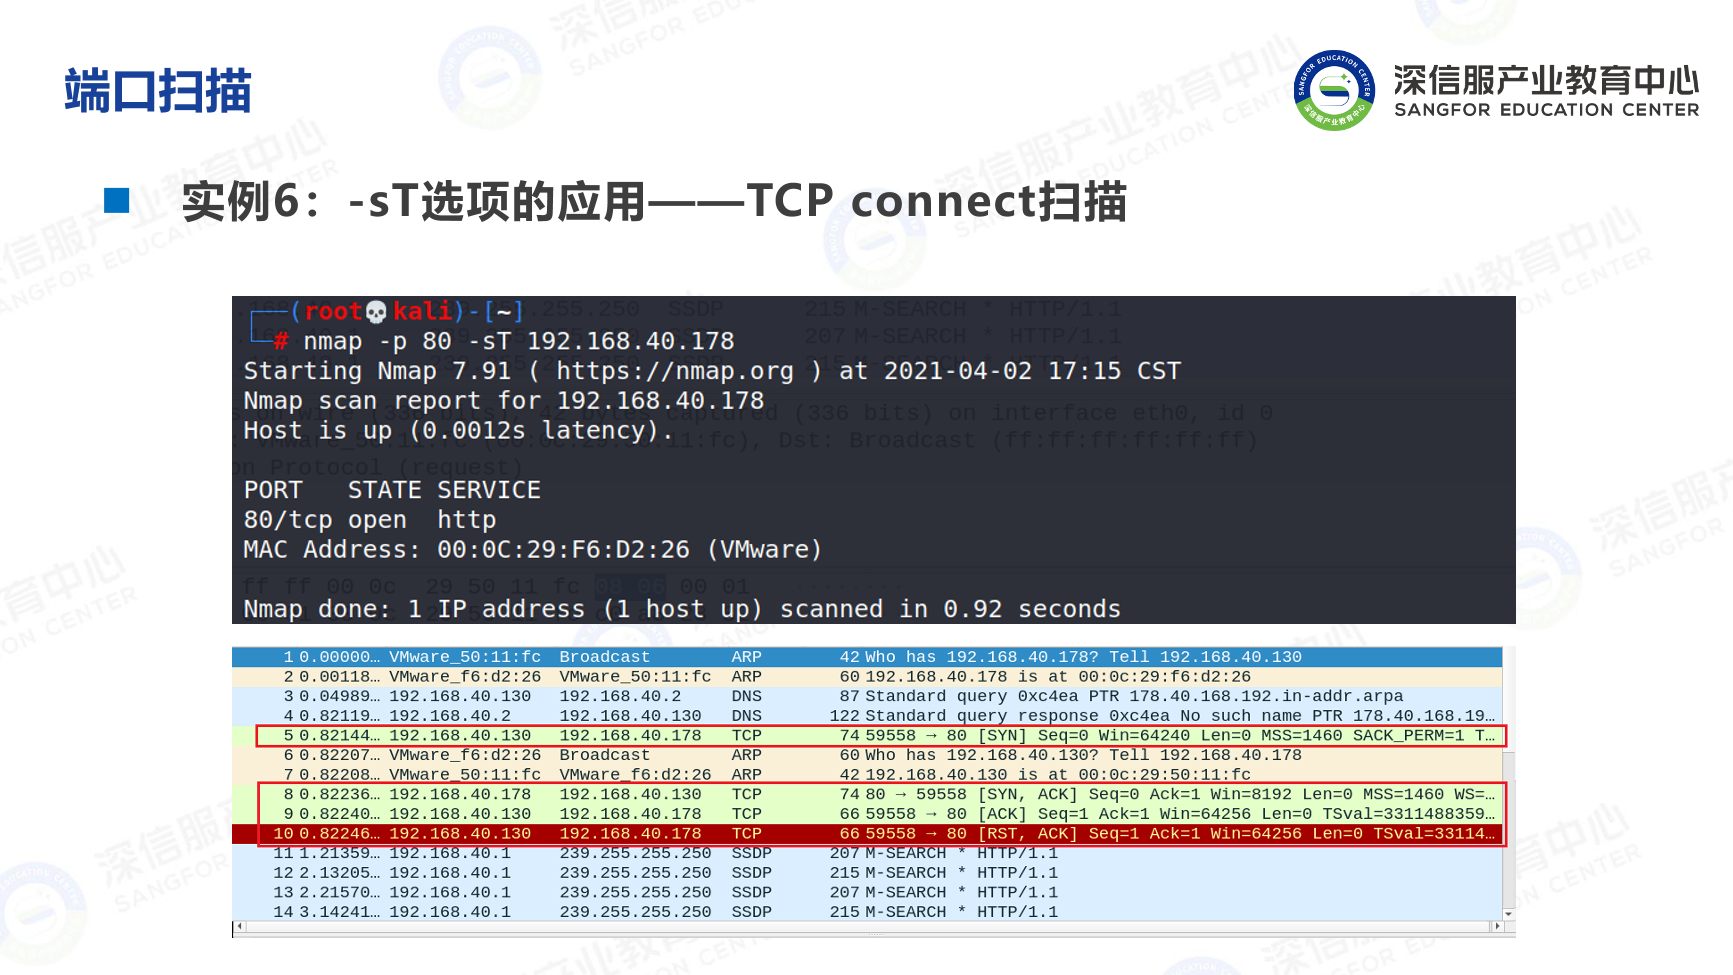 端口扫描
深信服产业教育中心
SANGFOR EDUCATION CENTER
实例6：-sT选项的应用——TCP connect扫描
(root💀kali)-[~]
# nmap -p 80 -sT 192.168.40.178
Starting Nmap 7.91 ( https://nmap.org ) at 2021-04-02 17:15 CST
Nmap scan report for 192.168.40.178
Host is up (0.0012s latency).
PORT   STATE SERVICE
80/tcp open  http
MAC Address: 00:0C:29:F6:D2:26 (VMware)
Nmap done: 1 IP address (1 host up) scanned in 0.92 seconds
1 0.00000… VMware_50:11:fc Broadcast ARP 42 Who has 192.168.40.178? Tell 192.168.40.130
2 0.00118… VMware_f6:d2:26 VMware_50:11:fc ARP 60 192.168.40.178 is at 00:0c:29:f6:d2:26
3 0.04989… 192.168.40.130 192.168.40.2 DNS 87 Standard query 0xc4ea PTR 178.40.168.192.in-addr.arpa
4 0.82119… 192.168.40.2 192.168.40.130 DNS 122 Standard query response 0xc4ea No such name PTR 178.40.168.19…
5 0.82144… 192.168.40.130 192.168.40.178 TCP 74 59558 → 80 [SYN] Seq=0 Win=64240 Len=0 MSS=1460 SACK_PERM=1 T…
6 0.82207… VMware_f6:d2:26 Broadcast ARP 60 Who has 192.168.40.130? Tell 192.168.40.178
7 0.82208… VMware_50:11:fc VMware_f6:d2:26 ARP 42 192.168.40.130 is at 00:0c:29:50:11:fc
8 0.82236… 192.168.40.178 192.168.40.130 TCP 74 80 → 59558 [SYN, ACK] Seq=0 Ack=1 Win=8192 Len=0 MSS=1460 WS=…
9 0.82240… 192.168.40.130 192.168.40.178 TCP 66 59558 → 80 [ACK] Seq=1 Ack=1 Win=64256 Len=0 TSval=3311488359…
10 0.82246… 192.168.40.130 192.168.40.178 TCP 66 59558 → 80 [RST, ACK] Seq=1 Ack=1 Win=64256 Len=0 TSval=33114…
11 1.21359… 192.168.40.1 239.255.255.250 SSDP 207 M-SEARCH * HTTP/1.1
12 2.13205… 192.168.40.1 239.255.255.250 SSDP 215 M-SEARCH * HTTP/1.1
13 2.21570… 192.168.40.1 239.255.255.250 SSDP 207 M-SEARCH * HTTP/1.1
14 3.14241… 192.168.40.1 239.255.255.250 SSDP 215 M-SEARCH * HTTP/1.1